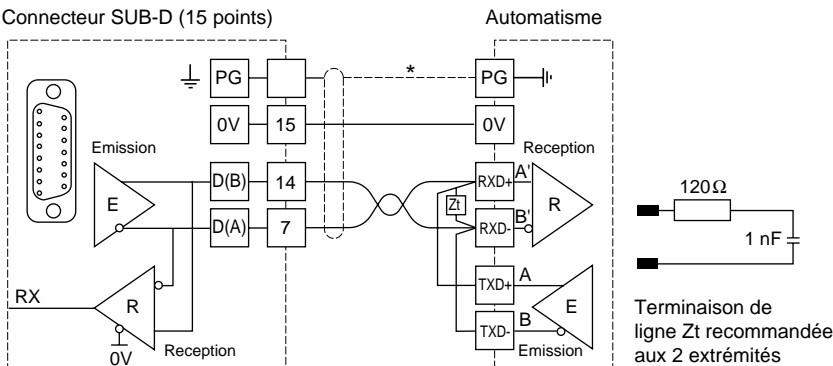 Connecteur SUB-D (15 points)
Automatisme
PG
*
PG
0V
15
0V
Emission
Reception
D(B)
14
RXD+
A'
E
Zt
R
D(A)
7
RXD-
B'
120Ω
1 nF
RX
R
TXD+
A
E
TXD-
B
0V
Reception
Emission
Terminaison de
ligne Zt recommandée
aux 2 extrémités